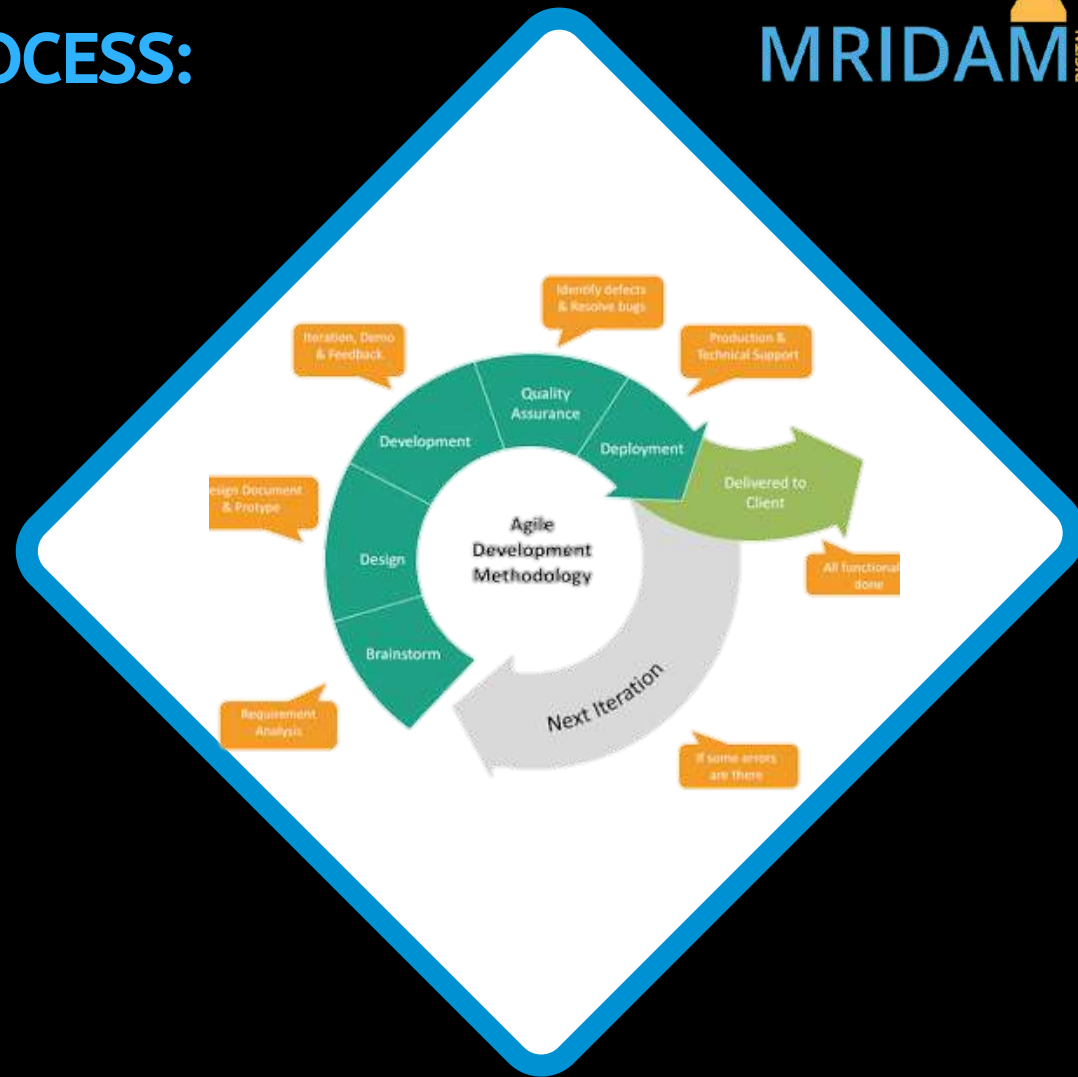 OCESS:
MRIDAM
DIGITAL
Identify defects
& Resolve bugs
Iteration, Demo
& Feedback
Production &
Technical Support
Quality
Assurance
Development
Deployment
esign Document
& Protype
Delivered to
Client
Agile
Development
Methodology
Design
All functional
done
Brainstorm
Next Iteration
Requirement
Analysis
If some errors
are there